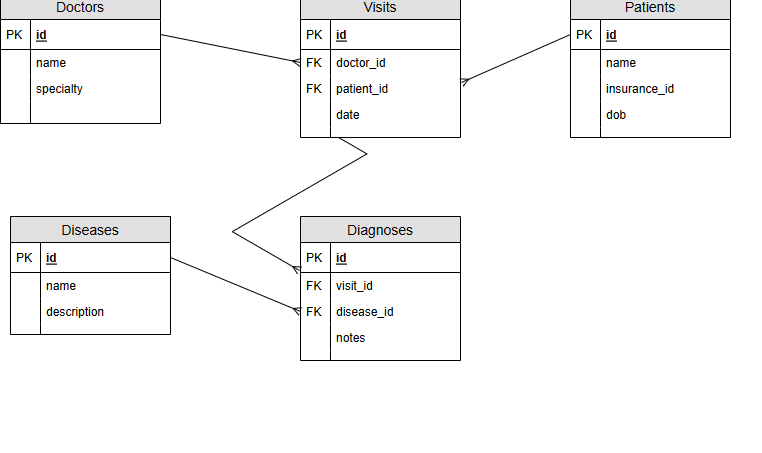 Doctors
PK id
name
specialty
Visits
PK id
FK doctor_id
FK patient_id
date
Patients
PK id
name
insurance_id
dob
Diseases
PK id
name
description
Diagnoses
PK id
FK visit_id
FK disease_id
notes